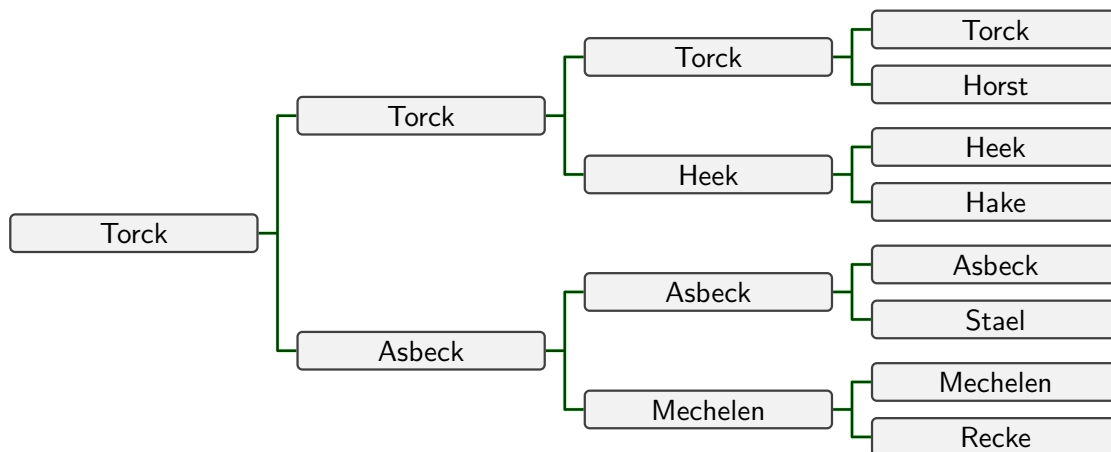 Torck
Torck
Torck
Torck
Horst
Heek
Heek
Hake
Asbeck
Asbeck
Asbeck
Stael
Mechelen
Mechelen
Recke